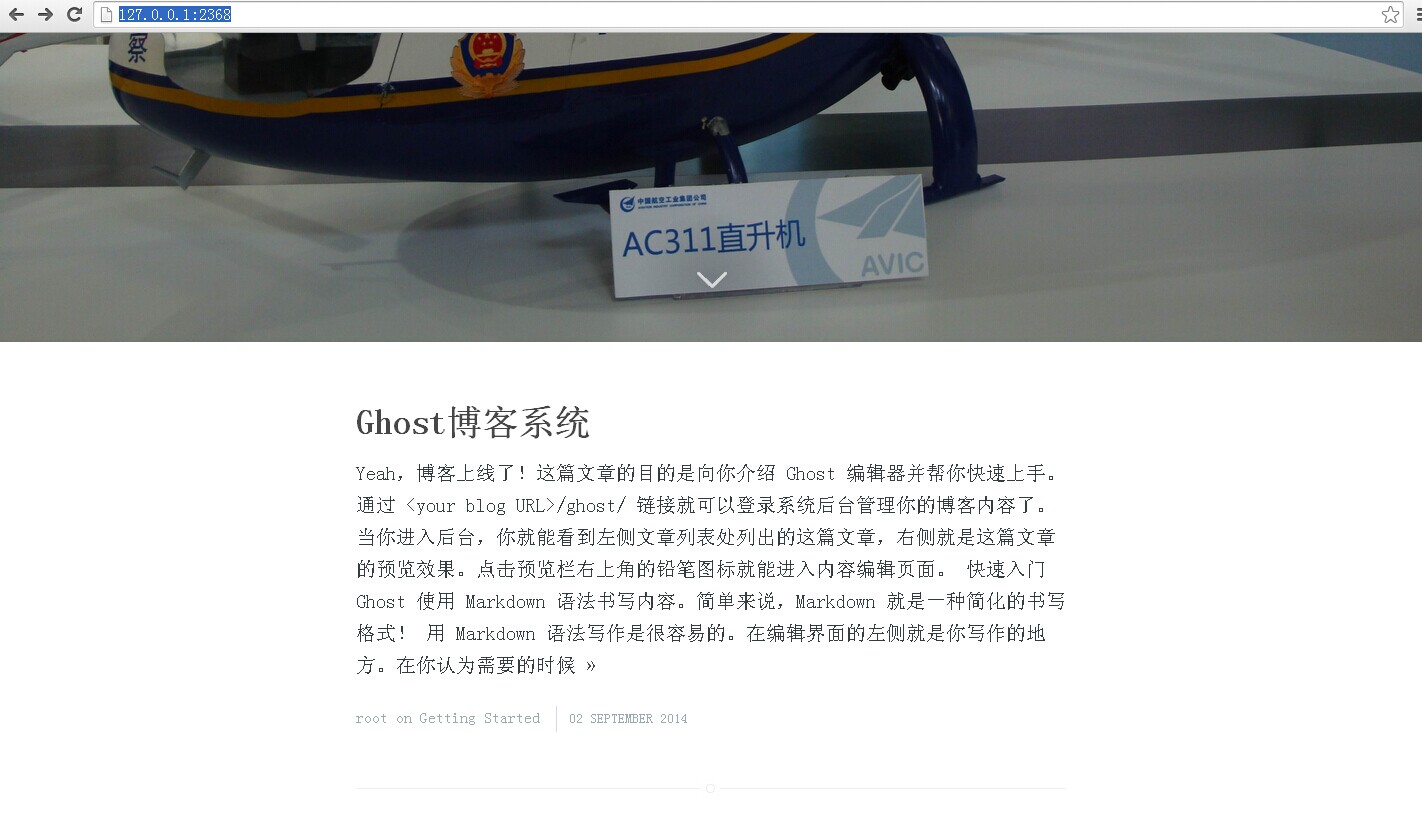 127.0.0.1:2368
察
中国航空工业集团公司
AC311直升机
AVIC
Ghost博客系统
Yeah，博客上线了！这篇文章的目的是向你介绍 Ghost 编辑器并帮你快速上手。
通过 <your blog URL>/ghost/ 链接就可以登录系统后台管理你的博客内容了。
当你进入后台，你就能看到左侧文章列表处列出的这篇文章，右侧就是这篇文章
的预览效果。点击预览栏右上角的铅笔图标就能进入内容编辑页面。 快速入门
Ghost 使用 Markdown 语法书写内容。简单来说，Markdown 就是一种简化的书写
格式！ 用 Markdown 语法写作是很容易的。在编辑界面的左侧就是你写作的地
方。在你认为需要的时候 »
root on Getting Started
02 SEPTEMBER 2014